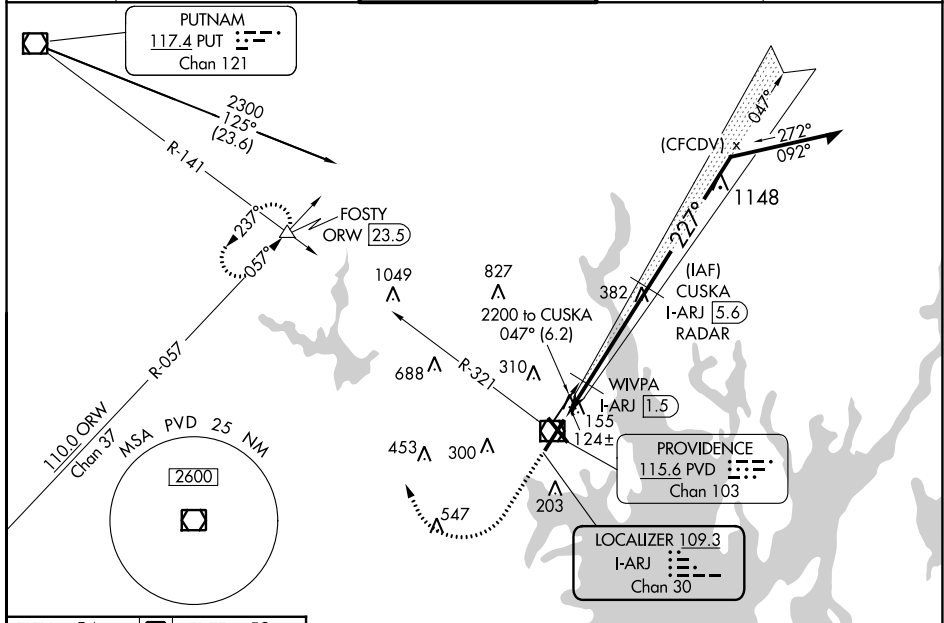 PUTNAM
117.4 PUT
Chan 121
2300
125°
(23.6)
R-141
047°
(CFCDV) x
272°
092°
1148
227°
237°
057°
FOSTY
ORW 23.5
1049
827
382
(IAF)
CUSKA
I-ARJ 5.6
RADAR
2200 to CUSKA
047° (6.2)
R-321
688
310
WIVPA
I-ARJ 1.5
155
124±
R-057
110.0 ORW
Chan 37
MSA PVD 25 NM
2600
453
300
PROVIDENCE
115.6 PVD
Chan 103
203
547
LOCALIZER 109.3
I-ARJ
Chan 30